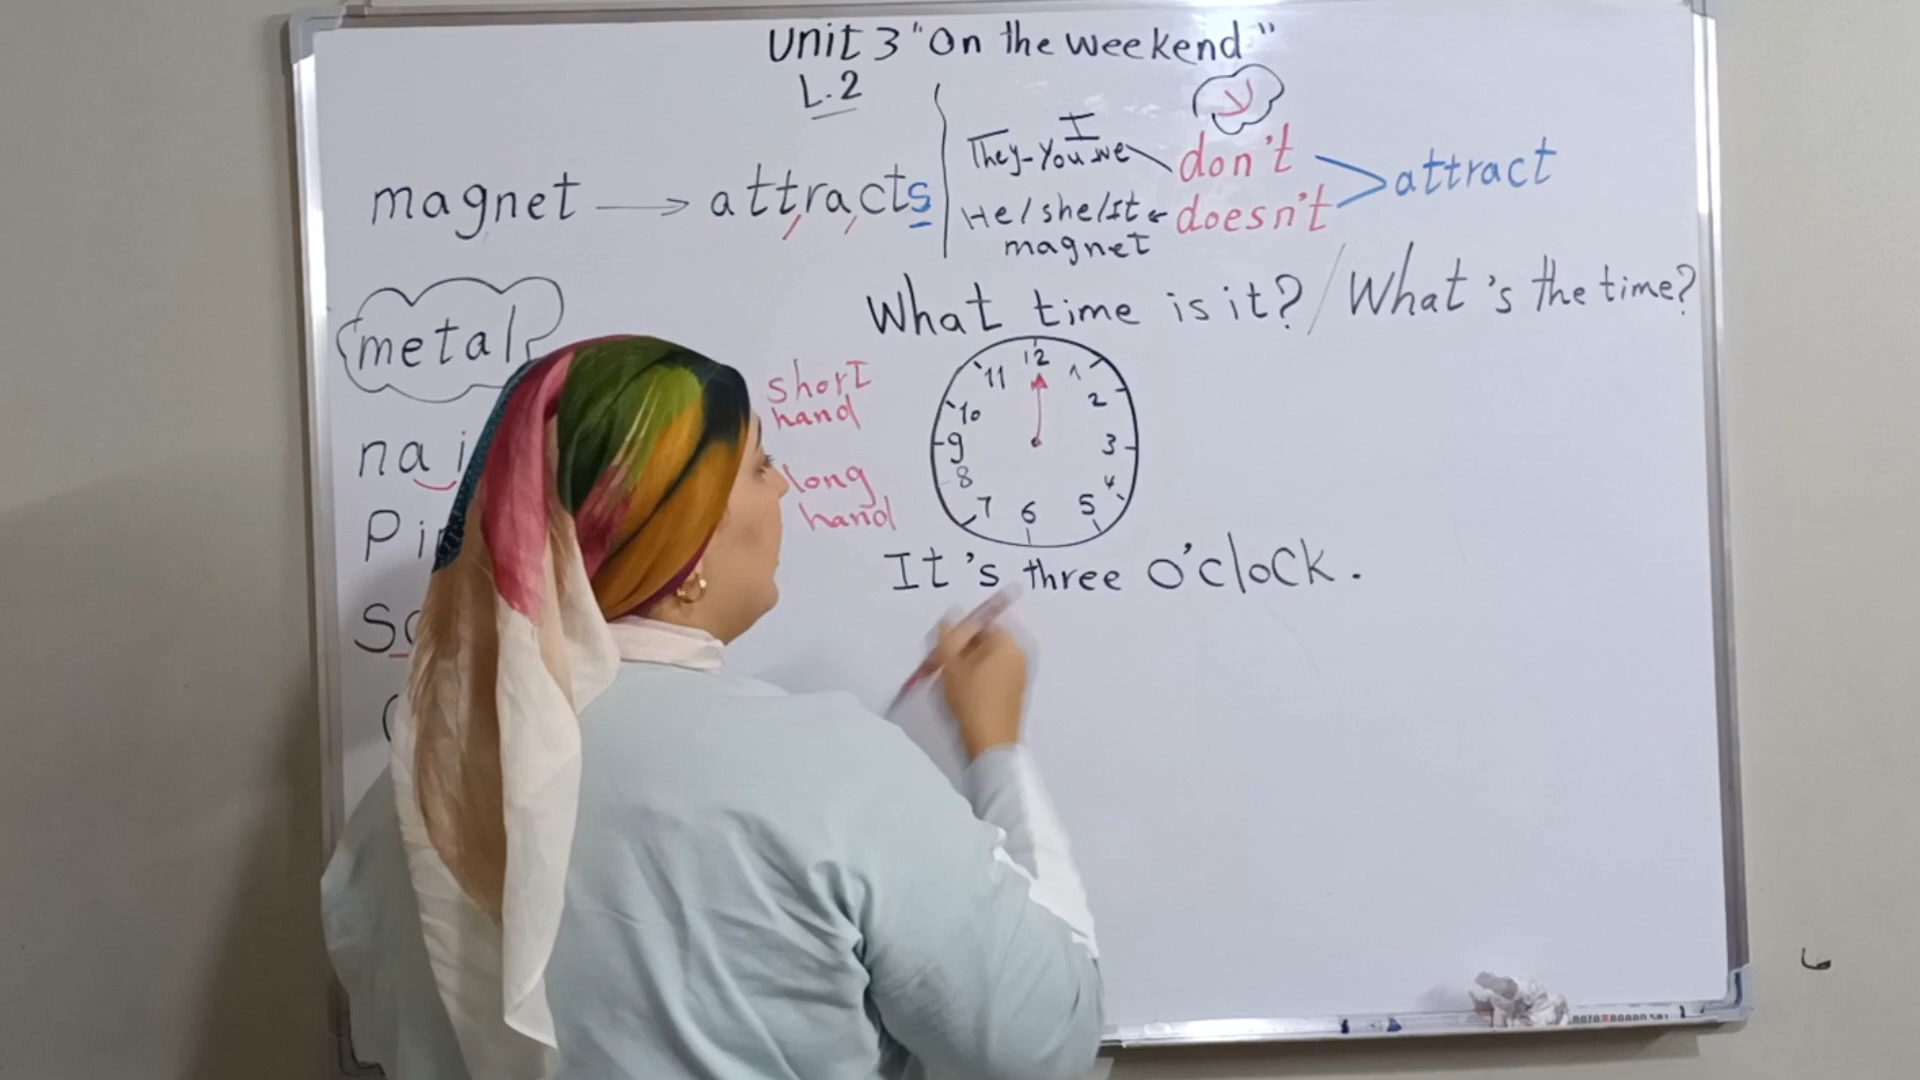 Unit 3 "On the weekend"
L.2
magnet → attracts
I
They-You-we don't
He/she/It doesn't
magnet
attract
لا
metal
What time is it? / What's the time?
short
hand
long
hand
12
11 1
10 2
9 3
8 4
7 5
6
It's three o'clock.